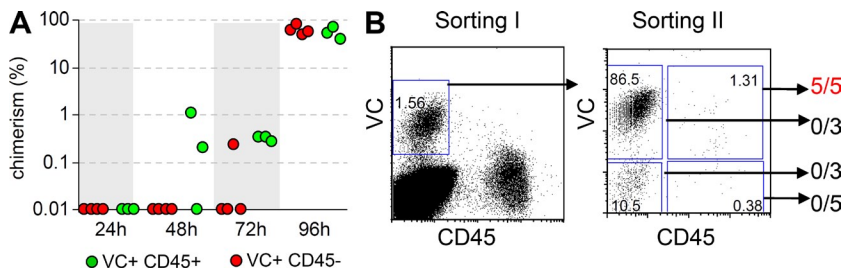 A
chimerism (%)
100
10
1
0.1
0.01
24h 48h 72h 96h
VC+ CD45+ VC+ CD45-
B
Sorting I Sorting II
VC
1.56
CD45
VC
86.5 1.31
10.5 0.38
CD45
5/5
0/3
0/3
0/5